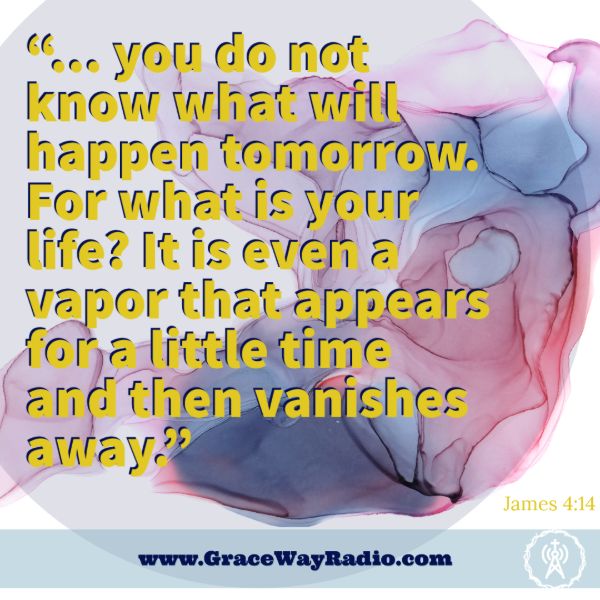 “... you do not
know what will
happen tomorrow.
For what is your
life? It is even a
vapor that appears
for a little time
and then vanishes
away.”
James 4:14
www.GraceWayRadio.com